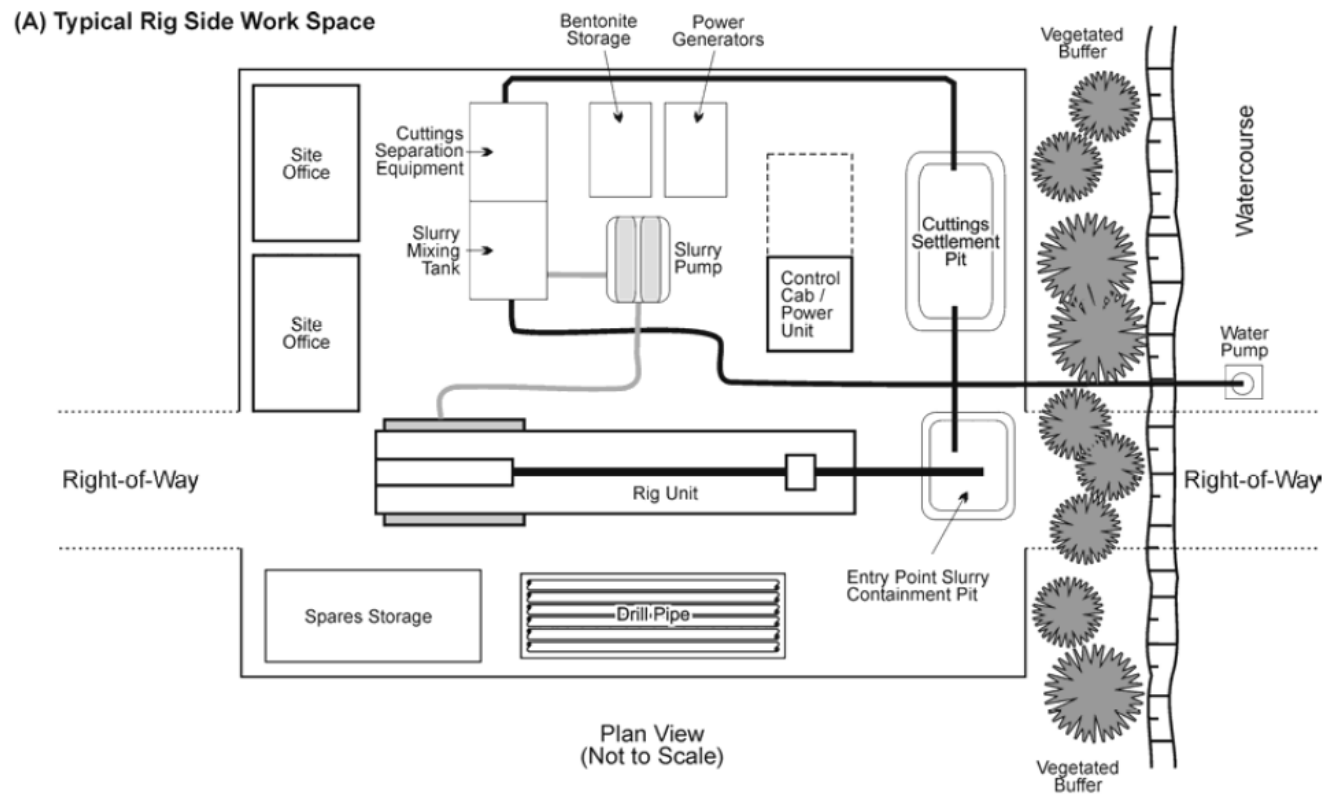 (A) Typical Rig Side Work Space
Bentonite
Storage
Power
Generators
Vegetated
Buffer
Site
Office
Cuttings
Separation
Equipment
Slurry
Mixing
Tank
Slurry
Pump
Control
Cab /
Power
Unit
Cuttings
Settlement
Pit
Watercourse
Site
Office
Water
Pump
Right-of-Way
Rig Unit
Right-of-Way
Entry Point Slurry
Containment Pit
Spares Storage
Drill Pipe
Plan View
(Not to Scale)
Vegetated
Buffer